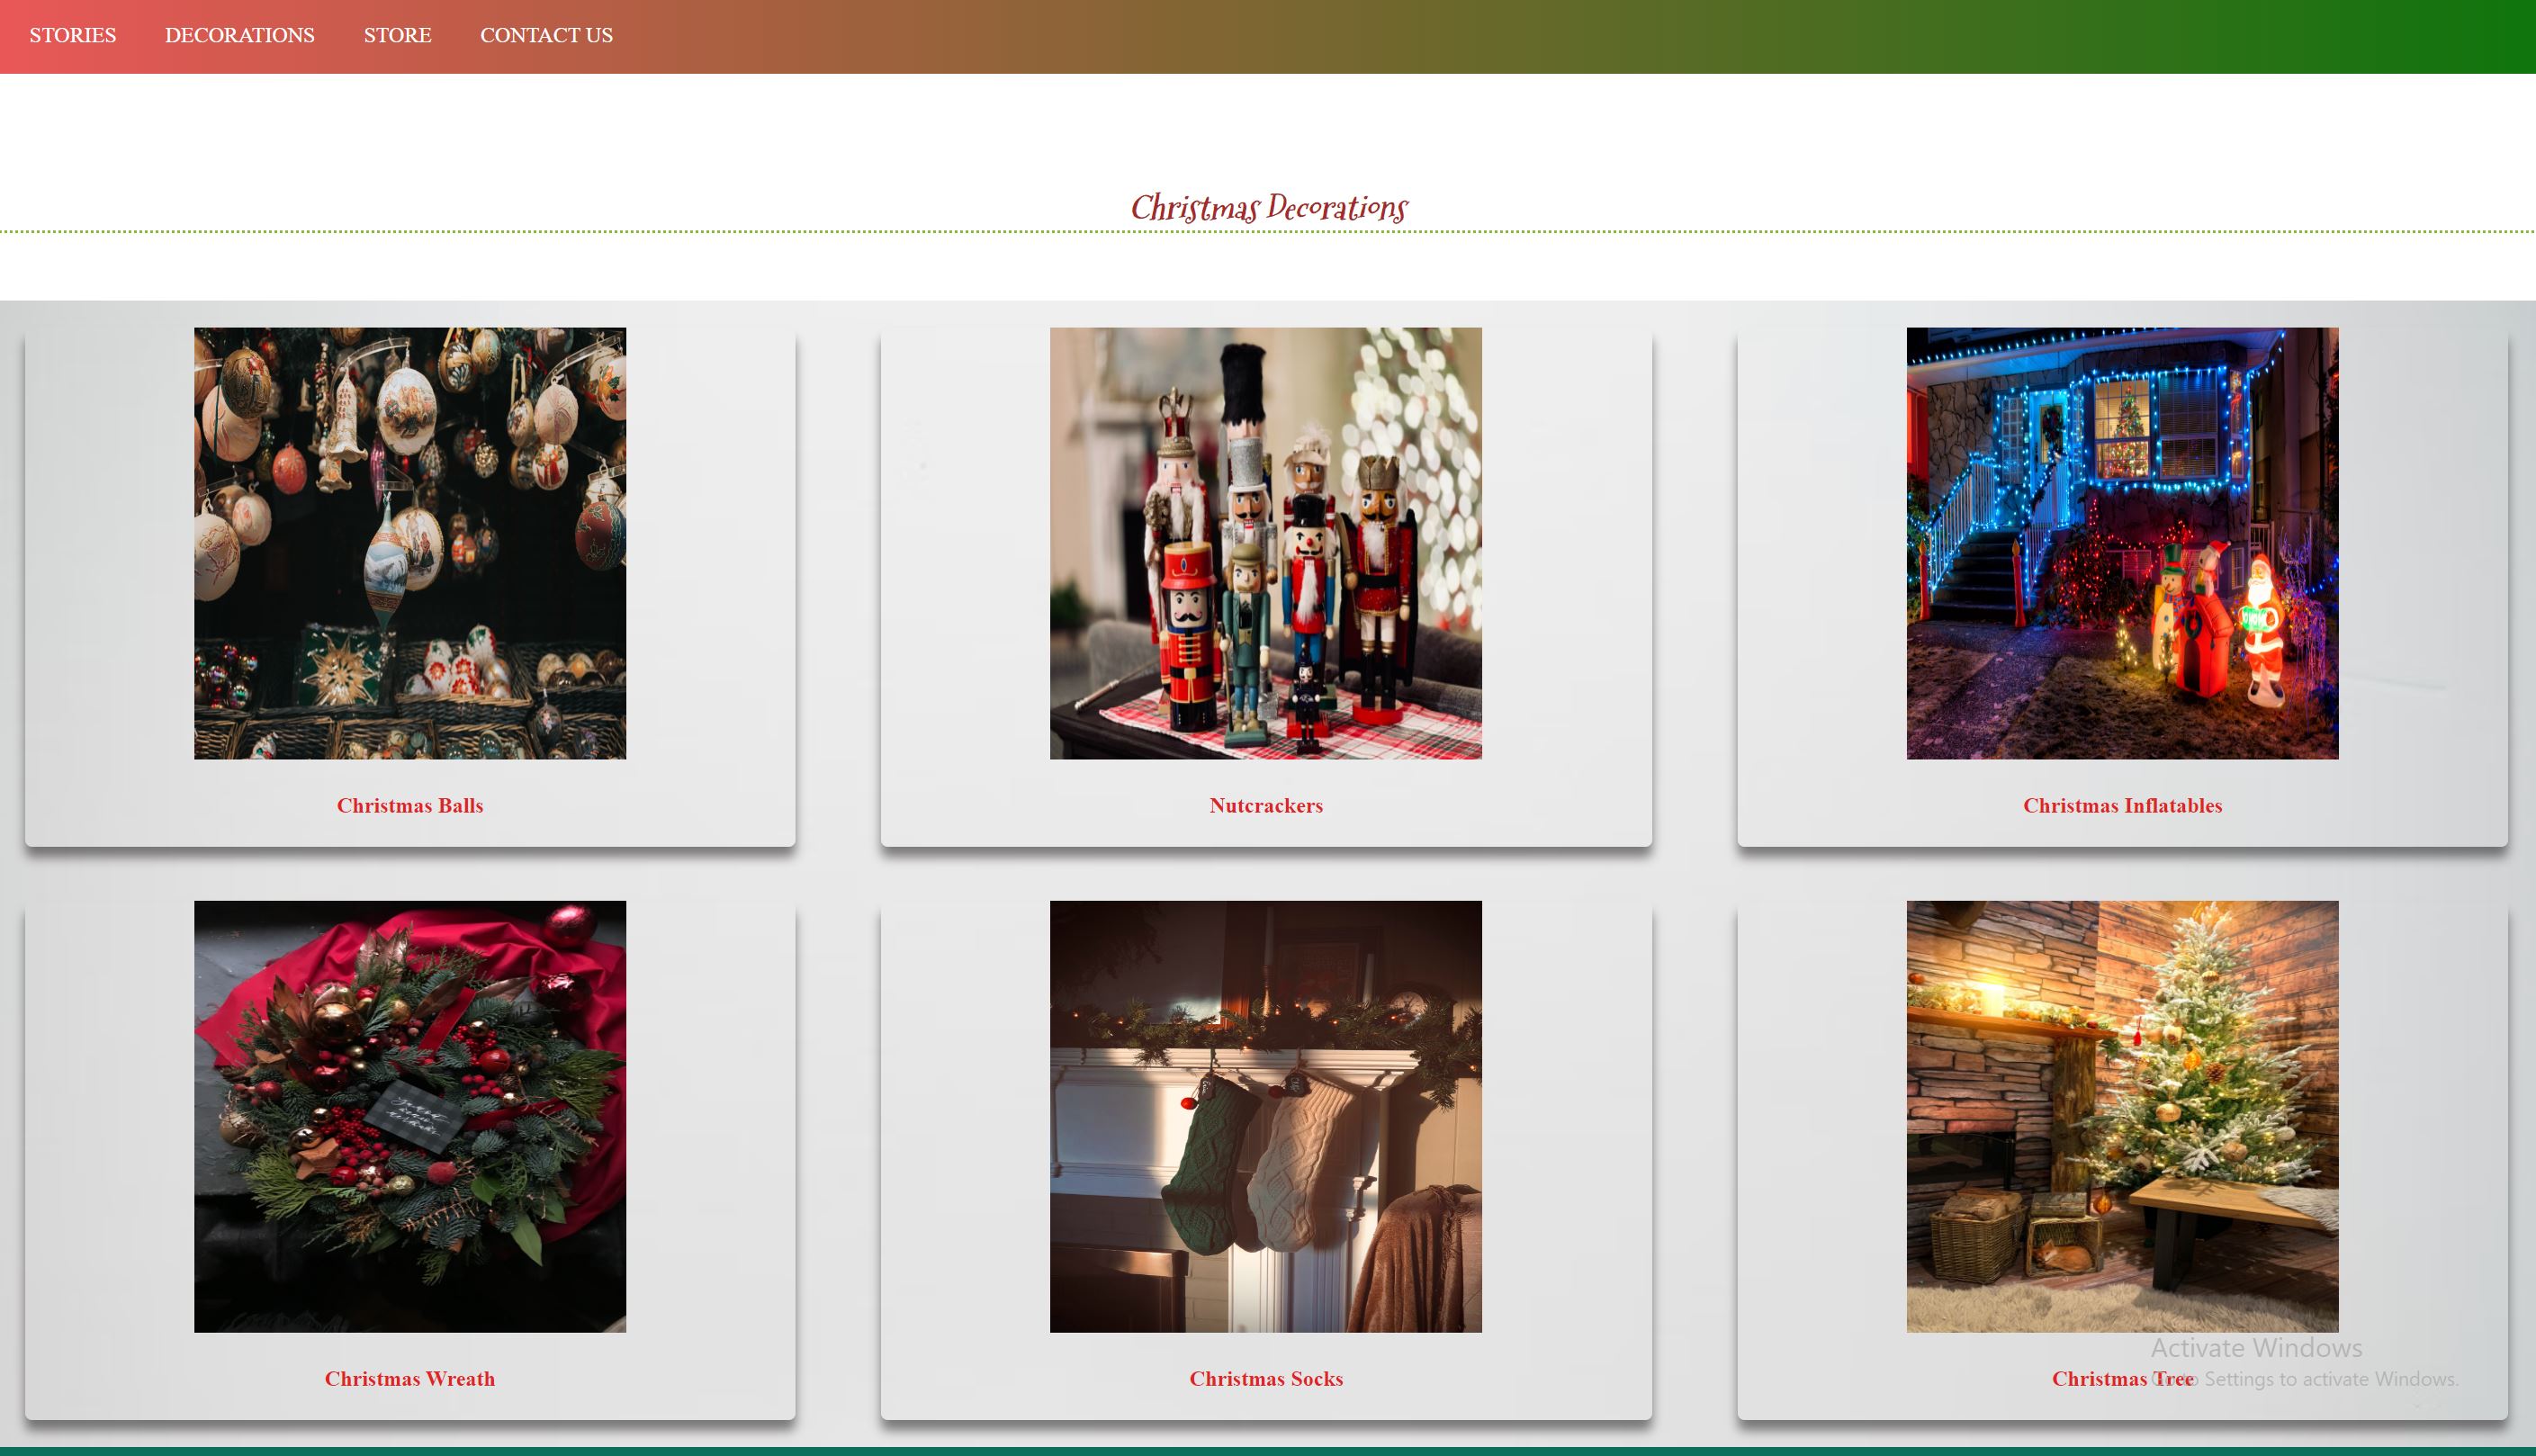 STORIES DECORATIONS STORE CONTACT US
Christmas Decorations
Christmas Balls
Nutcrackers
Christmas Inflatables
Christmas Wreath
Christmas Socks
Christmas Tree
Activate Windows
Go to Settings to activate Windows.